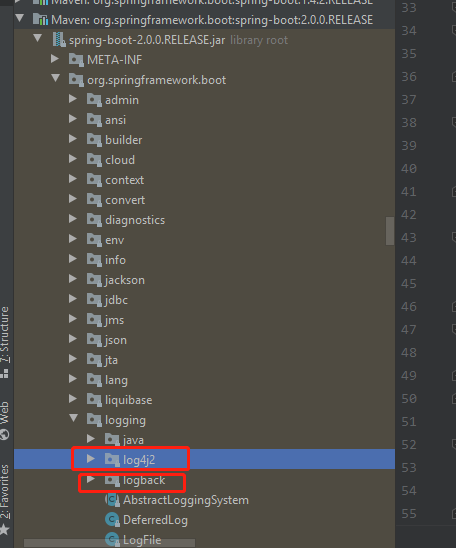 Maven: org.springframework.boot:spring-boot:1.4.2.RELEASE
Maven: org.springframework.boot:spring-boot:2.0.0.RELEASE
spring-boot-2.0.0.RELEASE.jar library root
META-INF
org.springframework.boot
admin
ansi
builder
cloud
context
convert
diagnostics
env
info
jackson
jdbc
jms
json
jta
lang
liquibase
logging
java
log4j2
logback
AbstractLoggingSystem
DeferredLog
LogFile
7: Structure
Web
2: Favorites
33
34
35
36
37
38
39
40
41
42
43
44
45
46
47
48
49
50
51
52
53
54
55